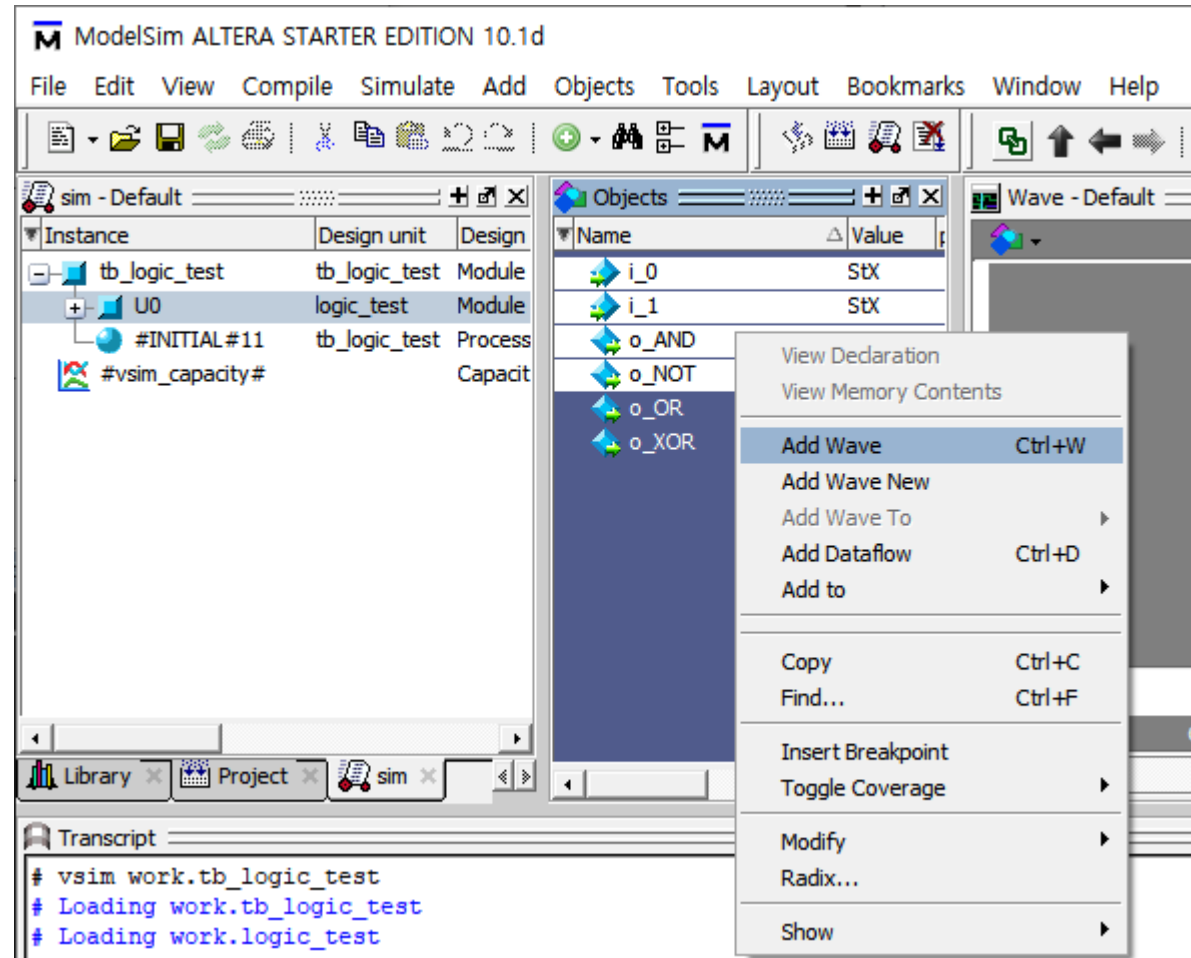 ModelSim ALTERA STARTER EDITION 10.1d
File Edit View Compile Simulate Add Objects Tools Layout Bookmarks Window Help
sim - Default
Instance Design unit Design
tb_logic_test tb_logic_test Module
U0 logic_test Module
#INITIAL#11 tb_logic_test Process
#vsim_capacity# Capacit
Library Project sim
Objects
Name Value
i_0 StX
i_1 StX
o_AND
o_NOT
o_OR
o_XOR
Wave - Default
View Declaration
View Memory Contents
Add Wave Ctrl+W
Add Wave New
Add Wave To
Add Dataflow Ctrl+D
Add to
Copy Ctrl+C
Find... Ctrl+F
Insert Breakpoint
Toggle Coverage
Modify
Radix...
Show
Transcript
# vsim work.tb_logic_test
# Loading work.tb_logic_test
# Loading work.logic_test